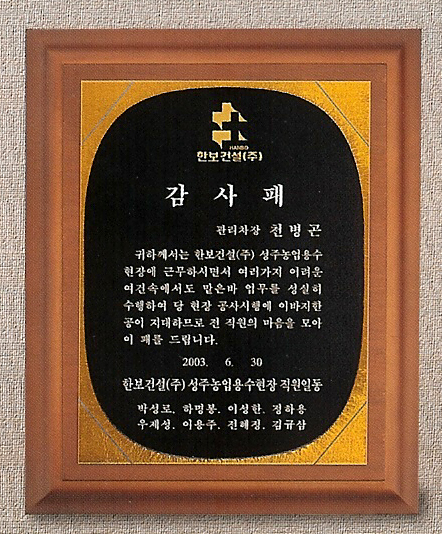 HANBO
한보건설(주)
감 사 패
관리차장 천병곤
귀하께서는 한보건설(주) 성주농업용수
현장에 근무하시면서 여러가지 어려운
여건속에서도 맡은바 업무를 성실히
수행하여 당 현장 공사시행에 이바지한
공이 지대하므로 전 직원의 마음을 모아
이 패를 드립니다.
2003. 6. 30
한보건설(주) 성주농업용수현장 직원일동
박성로. 하명봉. 이성한. 정하용
우제성. 이용주. 진혜정. 김규삼